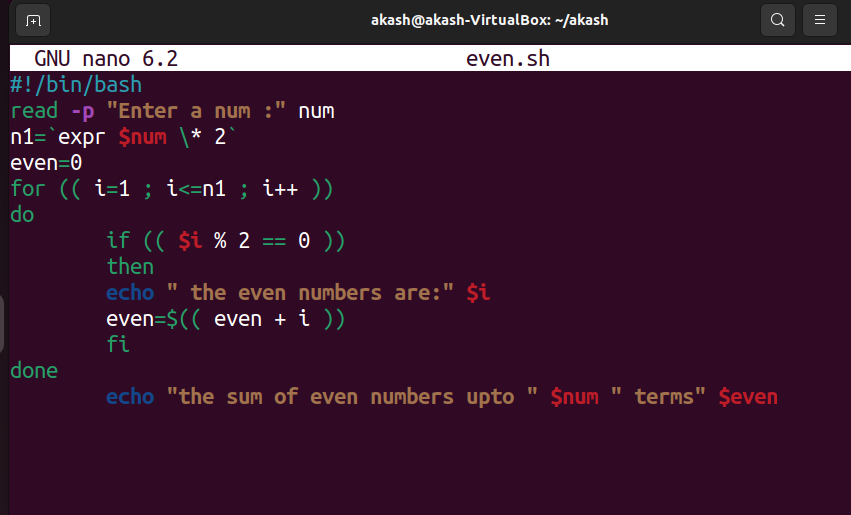 akash@akash-VirtualBox: ~/akash
GNU nano 6.2 even.sh
#!/bin/bash
read -p "Enter a num :" num
n1=`expr $num \* 2`
even=0
for (( i=1 ; i<=n1 ; i++ ))
do
        if (( $i % 2 == 0 ))
        then
        echo " the even numbers are:" $i
        even=$(( even + i ))
        fi
done
        echo "the sum of even numbers upto " $num " terms" $even